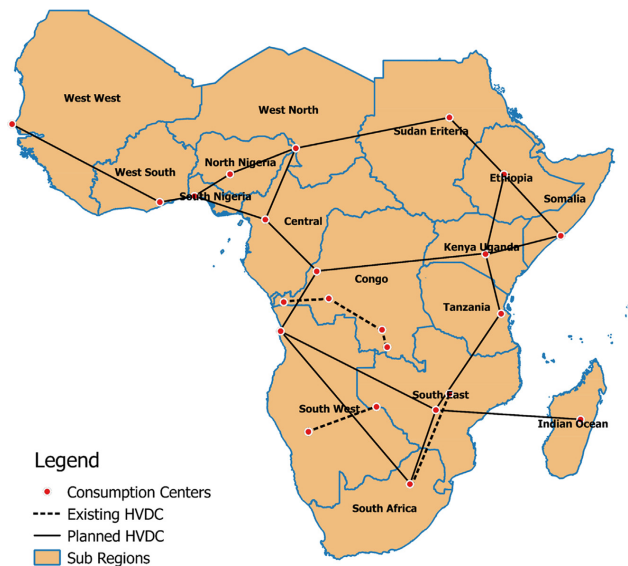 West West
West North
Sudan Eriteria
North Nigeria
West South
Ethiopia
South Nigeria
Somalia
Central
Kenya Uganda
Congo
Tanzania
South East
South West
Indian Ocean
South Africa
Legend
Consumption Centers
Existing HVDC
Planned HVDC
Sub Regions